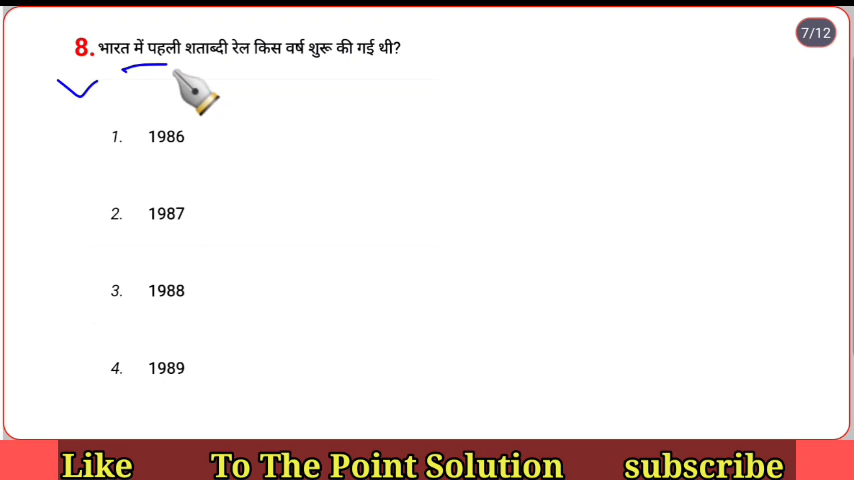 7/12
8. भारत में पहली शताब्दी रेल किस वर्ष शुरू की गई थी?
1. 1986
2. 1987
3. 1988
4. 1989
Like To The Point Solution subscribe